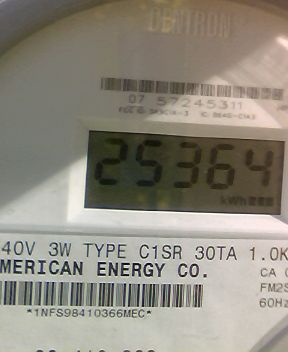 CENTRON
07 57245311
25364
kWh
40V 3W TYPE C1SR 30TA 1.0K
MERICAN ENERGY CO.
CA
FM2S
60Hz
*1NFS98410366MEC*